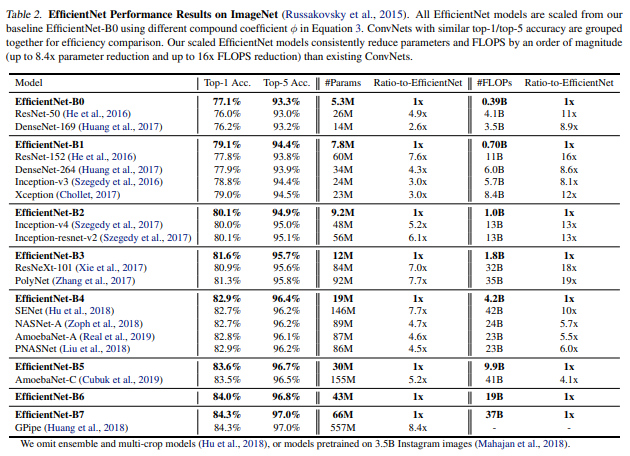 Table 2. EfficientNet Performance Results on ImageNet (Russakovsky et al., 2015). All EfficientNet models are scaled from our
baseline EfficientNet-B0 using different compound coefficient ϕ in Equation 3. ConvNets with similar top-1/top-5 accuracy are grouped
together for efficiency comparison. Our scaled EfficientNet models consistently reduce parameters and FLOPS by an order of magnitude
(up to 8.4x parameter reduction and up to 16x FLOPS reduction) than existing ConvNets.
Model Top-1 Acc. Top-5 Acc. #Params Ratio-to-EfficientNet #FLOPs Ratio-to-EfficientNet
EfficientNet-B0 77.1% 93.3% 5.3M 1x 0.39B 1x
ResNet-50 (He et al., 2016) 76.0% 93.0% 26M 4.9x 4.1B 11x
DenseNet-169 (Huang et al., 2017) 76.2% 93.2% 14M 2.6x 3.5B 8.9x
EfficientNet-B1 79.1% 94.4% 7.8M 1x 0.70B 1x
ResNet-152 (He et al., 2016) 77.8% 93.8% 60M 7.6x 11B 16x
DenseNet-264 (Huang et al., 2017) 77.9% 93.9% 34M 4.3x 6.0B 8.6x
Inception-v3 (Szegedy et al., 2016) 78.8% 94.4% 24M 3.0x 5.7B 8.1x
Xception (Chollet, 2017) 79.0% 94.5% 23M 3.0x 8.4B 12x
EfficientNet-B2 80.1% 94.9% 9.2M 1x 1.0B 1x
Inception-v4 (Szegedy et al., 2017) 80.0% 95.0% 48M 5.2x 13B 13x
Inception-resnet-v2 (Szegedy et al., 2017) 80.1% 95.1% 56M 6.1x 13B 13x
EfficientNet-B3 81.6% 95.7% 12M 1x 1.8B 1x
ResNeXt-101 (Xie et al., 2017) 80.9% 95.6% 84M 7.0x 32B 18x
PolyNet (Zhang et al., 2017) 81.3% 95.8% 92M 7.7x 35B 19x
EfficientNet-B4 82.9% 96.4% 19M 1x 4.2B 1x
SENet (Hu et al., 2018) 82.7% 96.2% 146M 7.7x 42B 10x
NASNet-A (Zoph et al., 2018) 82.7% 96.2% 89M 4.7x 24B 5.7x
AmoebaNet-A (Real et al., 2019) 82.8% 96.1% 87M 4.6x 23B 5.5x
PNASNet (Liu et al., 2018) 82.9% 96.2% 86M 4.5x 23B 6.0x
EfficientNet-B5 83.6% 96.7% 30M 1x 9.9B 1x
AmoebaNet-C (Cubuk et al., 2019) 83.5% 96.5% 155M 5.2x 41B 4.1x
EfficientNet-B6 84.0% 96.8% 43M 1x 19B 1x
EfficientNet-B7 84.3% 97.0% 66M 1x 37B 1x
GPipe (Huang et al., 2018) 84.3% 97.0% 557M 8.4x - -
We omit ensemble and multi-crop models (Hu et al., 2018), or models pretrained on 3.5B Instagram images (Mahajan et al., 2018).